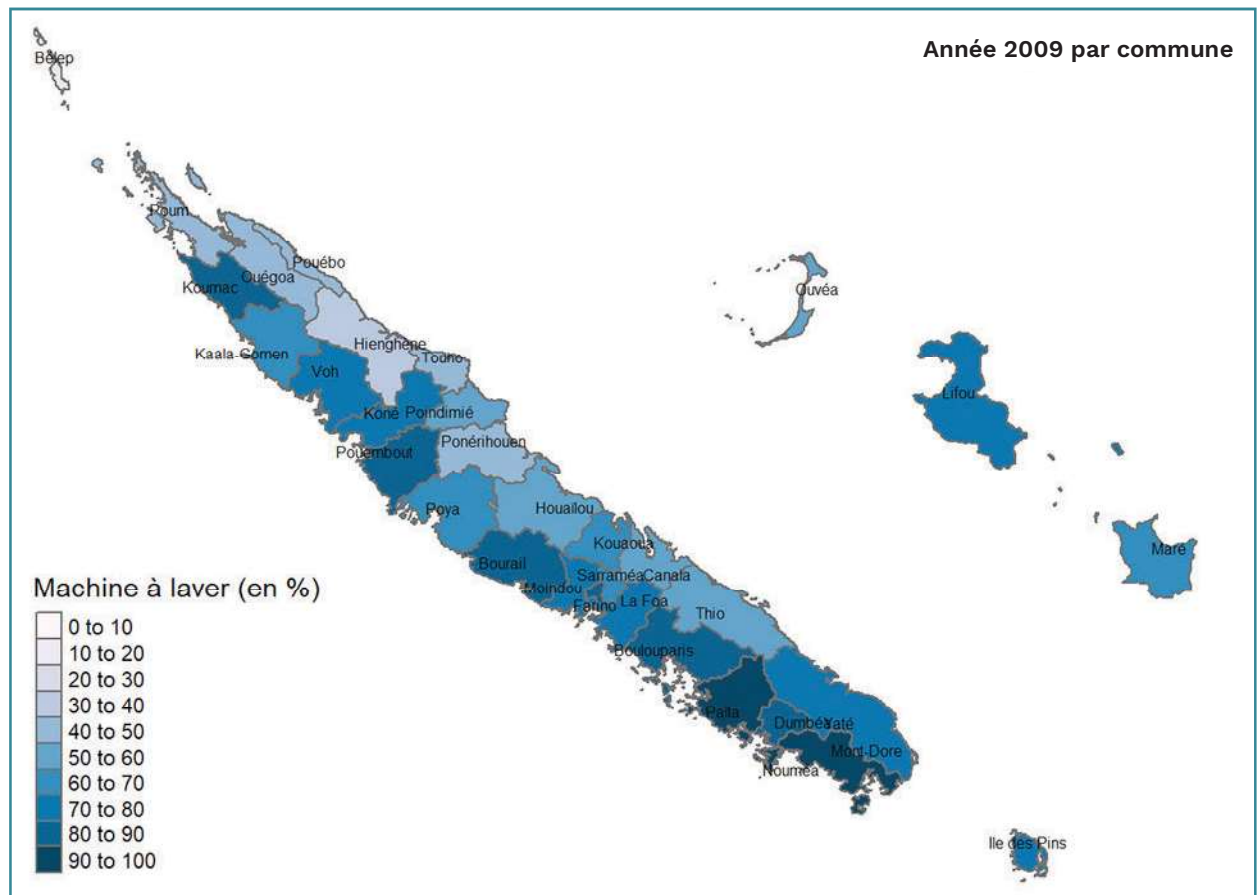 Année 2009 par commune
Bélep
Poum
Pouébo
Ouégoa
Koumac
Ouvéa
Hienghène
Kaala-Gomen
Touho
Voh
Lifou
Koné
Poindimié
Ponérihouen
Pouembout
Poya
Houaïlou
Kouaoua
Maré
Bourail
Sarraméa
Canala
Moindou
Farino
La Foa
Thio
Boulouparis
Païta
Dumbéa
Yaté
Mont-Dore
Nouméa
Ile des Pins
Machine à laver (en %)
0 to 10
10 to 20
20 to 30
30 to 40
40 to 50
50 to 60
60 to 70
70 to 80
80 to 90
90 to 100